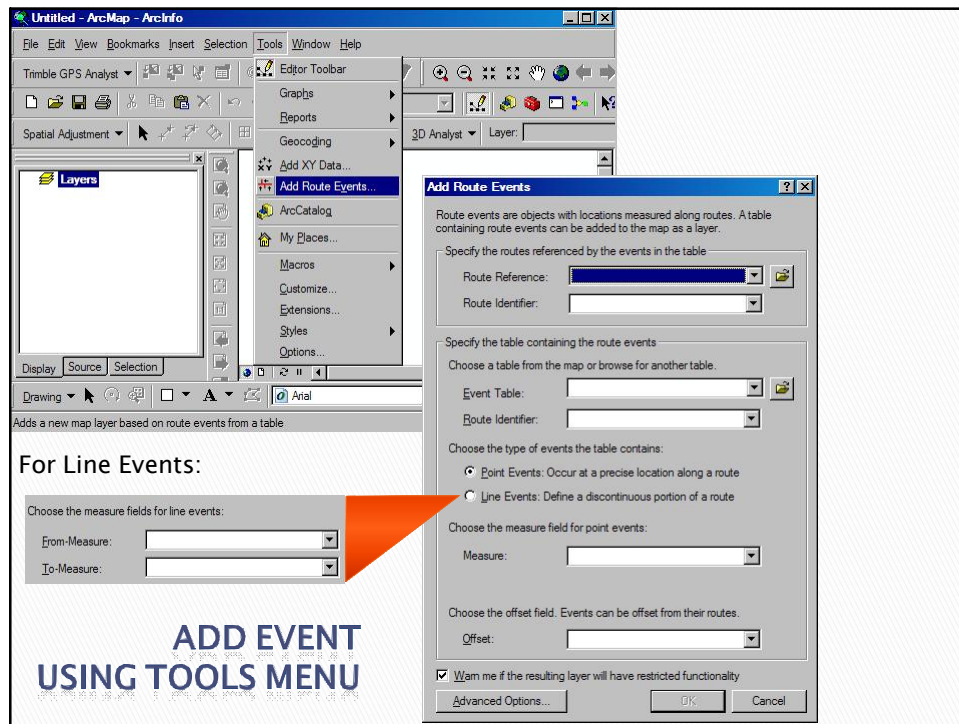 Untitled - ArcMap - ArcInfo
File Edit View Bookmarks Insert Selection Tools Window Help
Trimble GPS Analyst
Editor Toolbar
Graphs
Reports
Spatial Adjustment
3D Analyst Layer:
Geocoding
Add XY Data...
Layers
Add Route Events...
ArcCatalog
My Places...
Macros
Customize...
Extensions...
Styles
Options...
Display Source Selection
Drawing A Arial
Adds a new map layer based on route events from a table
Add Route Events
Route events are objects with locations measured along routes. A table
containing route events can be added to the map as a layer.
Specify the routes referenced by the events in the table
Route Reference:
Route Identifier:
Specify the table containing the route events
Choose a table from the map or browse for another table.
Event Table:
Route Identifier:
Choose the type of events the table contains:
Point Events: Occur at a precise location along a route
Line Events: Define a discontinuous portion of a route
Choose the measure field for point events:
Measure:
Choose the offset field. Events can be offset from their routes.
Offset:
Warn me if the resulting layer will have restricted functionality
Advanced Options... OK Cancel
For Line Events:
Choose the measure fields for line events:
From-Measure:
To-Measure:
ADD EVENT
USING TOOLS MENU